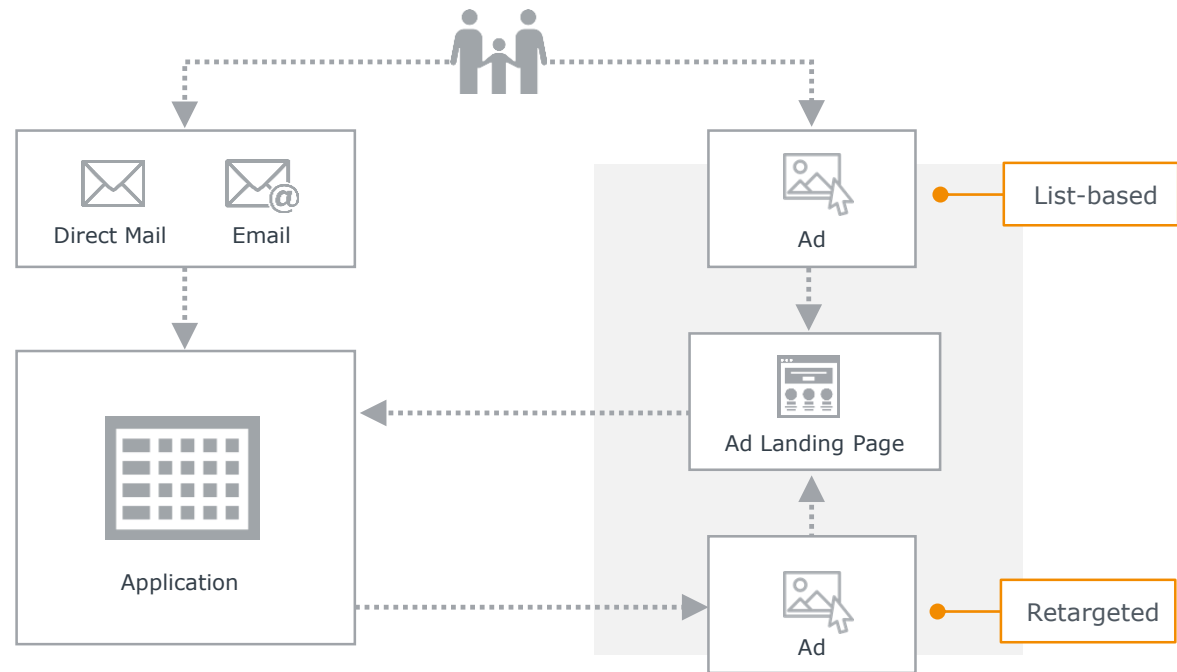 Direct Mail
Email
Ad
List-based
Ad Landing Page
Application
Ad
Retargeted